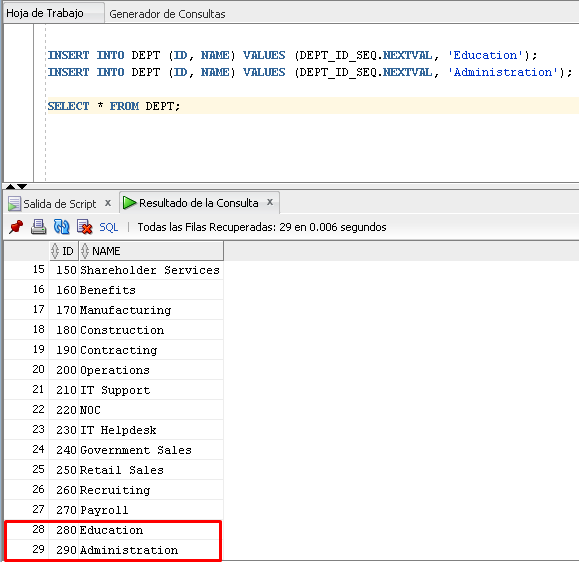 Hoja de Trabajo Generador de Consultas
INSERT INTO DEPT (ID, NAME) VALUES (DEPT_ID_SEQ.NEXTVAL, 'Education');
INSERT INTO DEPT (ID, NAME) VALUES (DEPT_ID_SEQ.NEXTVAL, 'Administration');
SELECT * FROM DEPT;
Salida de Script x Resultado de la Consulta x
SQL | Todas las Filas Recuperadas: 29 en 0.006 segundos
ID NAME
15 150 Shareholder Services
16 160 Benefits
17 170 Manufacturing
18 180 Construction
19 190 Contracting
20 200 Operations
21 210 IT Support
22 220 NOC
23 230 IT Helpdesk
24 240 Government Sales
25 250 Retail Sales
26 260 Recruiting
27 270 Payroll
28 280 Education
29 290 Administration